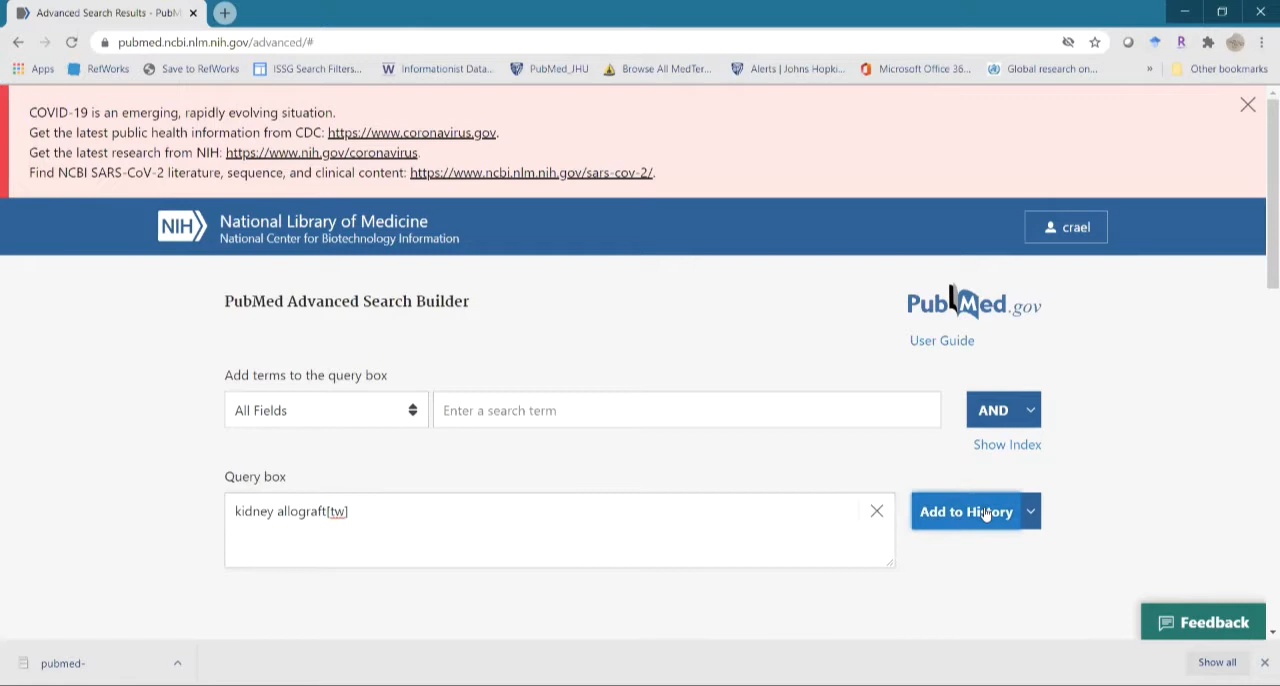 Advanced Search Results - PubM
pubmed.ncbi.nlm.nih.gov/advanced/#
R
Apps RefWorks Save to RefWorks ISSG Search Filters... Informationist Data... PubMed_JHU Browse All MedTer... Alerts | Johns Hopki... Microsoft Office 36... Global research on... » Other bookmarks
COVID-19 is an emerging, rapidly evolving situation.
Get the latest public health information from CDC: https://www.coronavirus.gov.
Get the latest research from NIH: https://www.nih.gov/coronavirus.
Find NCBI SARS-CoV-2 literature, sequence, and clinical content: https://www.ncbi.nlm.nih.gov/sars-cov-2/.
NIH National Library of Medicine
National Center for Biotechnology Information
crael
PubMed Advanced Search Builder
PubMed.gov
User Guide
Add terms to the query box
All Fields Enter a search term AND
Show Index
Query box
kidney allograft[tw] Add to History
Feedback
pubmed- Show all